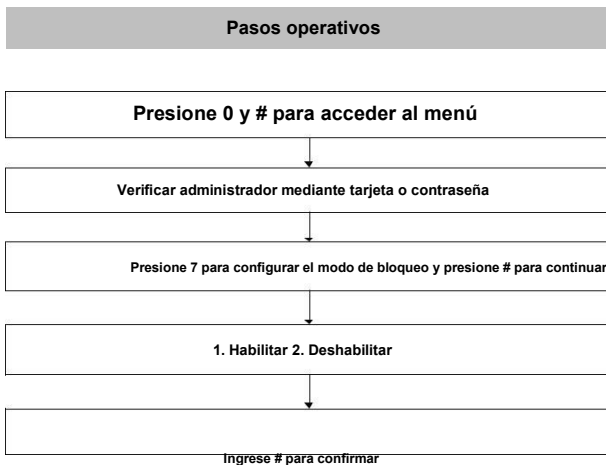 Pasos operativos
Presione 0 y # para acceder al menú
Verificar administrador mediante tarjeta o contraseña
Presione 7 para configurar el modo de bloqueo y presione # para continuar
1. Habilitar 2. Deshabilitar
Ingrese # para confirmar